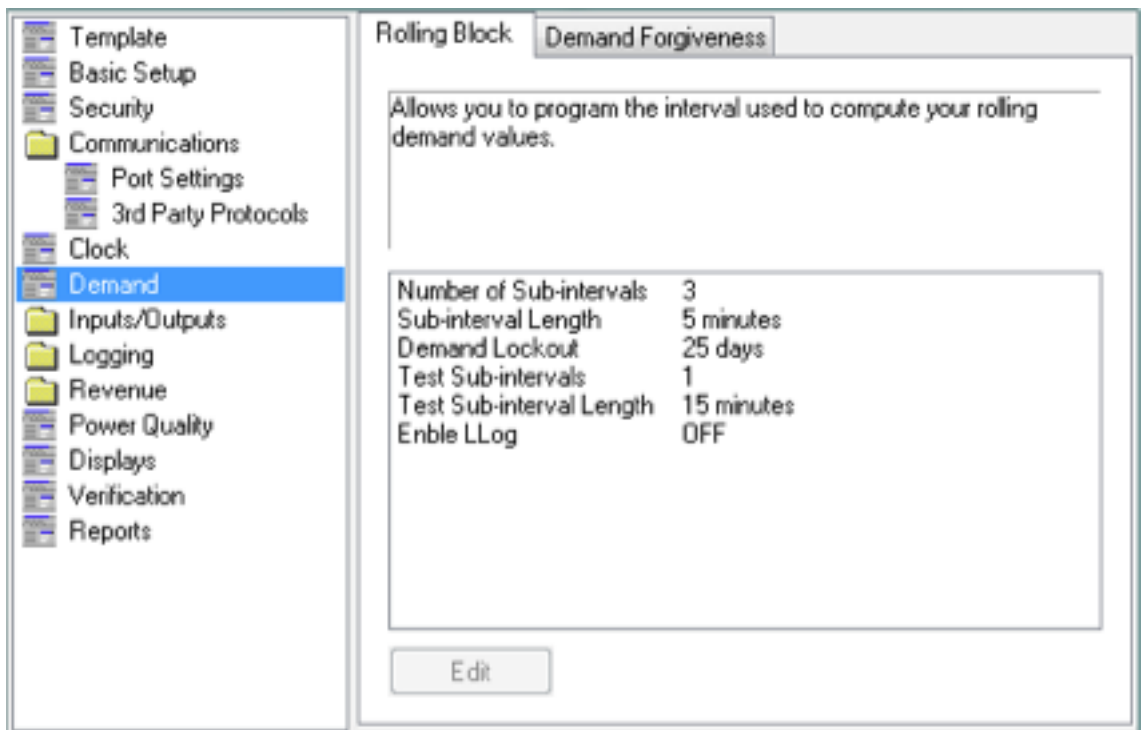 Template
Basic Setup
Security
Communications
Port Settings
3rd Party Protocols
Clock
Demand
Inputs/Outputs
Logging
Revenue
Power Quality
Displays
Verification
Reports
Rolling Block
Demand Forgiveness
Allows you to program the interval used to compute your rolling
demand values.
Number of Sub-intervals 3
Sub-interval Length 5 minutes
Demand Lockout 25 days
Test Sub-intervals 1
Test Sub-interval Length 15 minutes
Enble LLog OFF
Edit